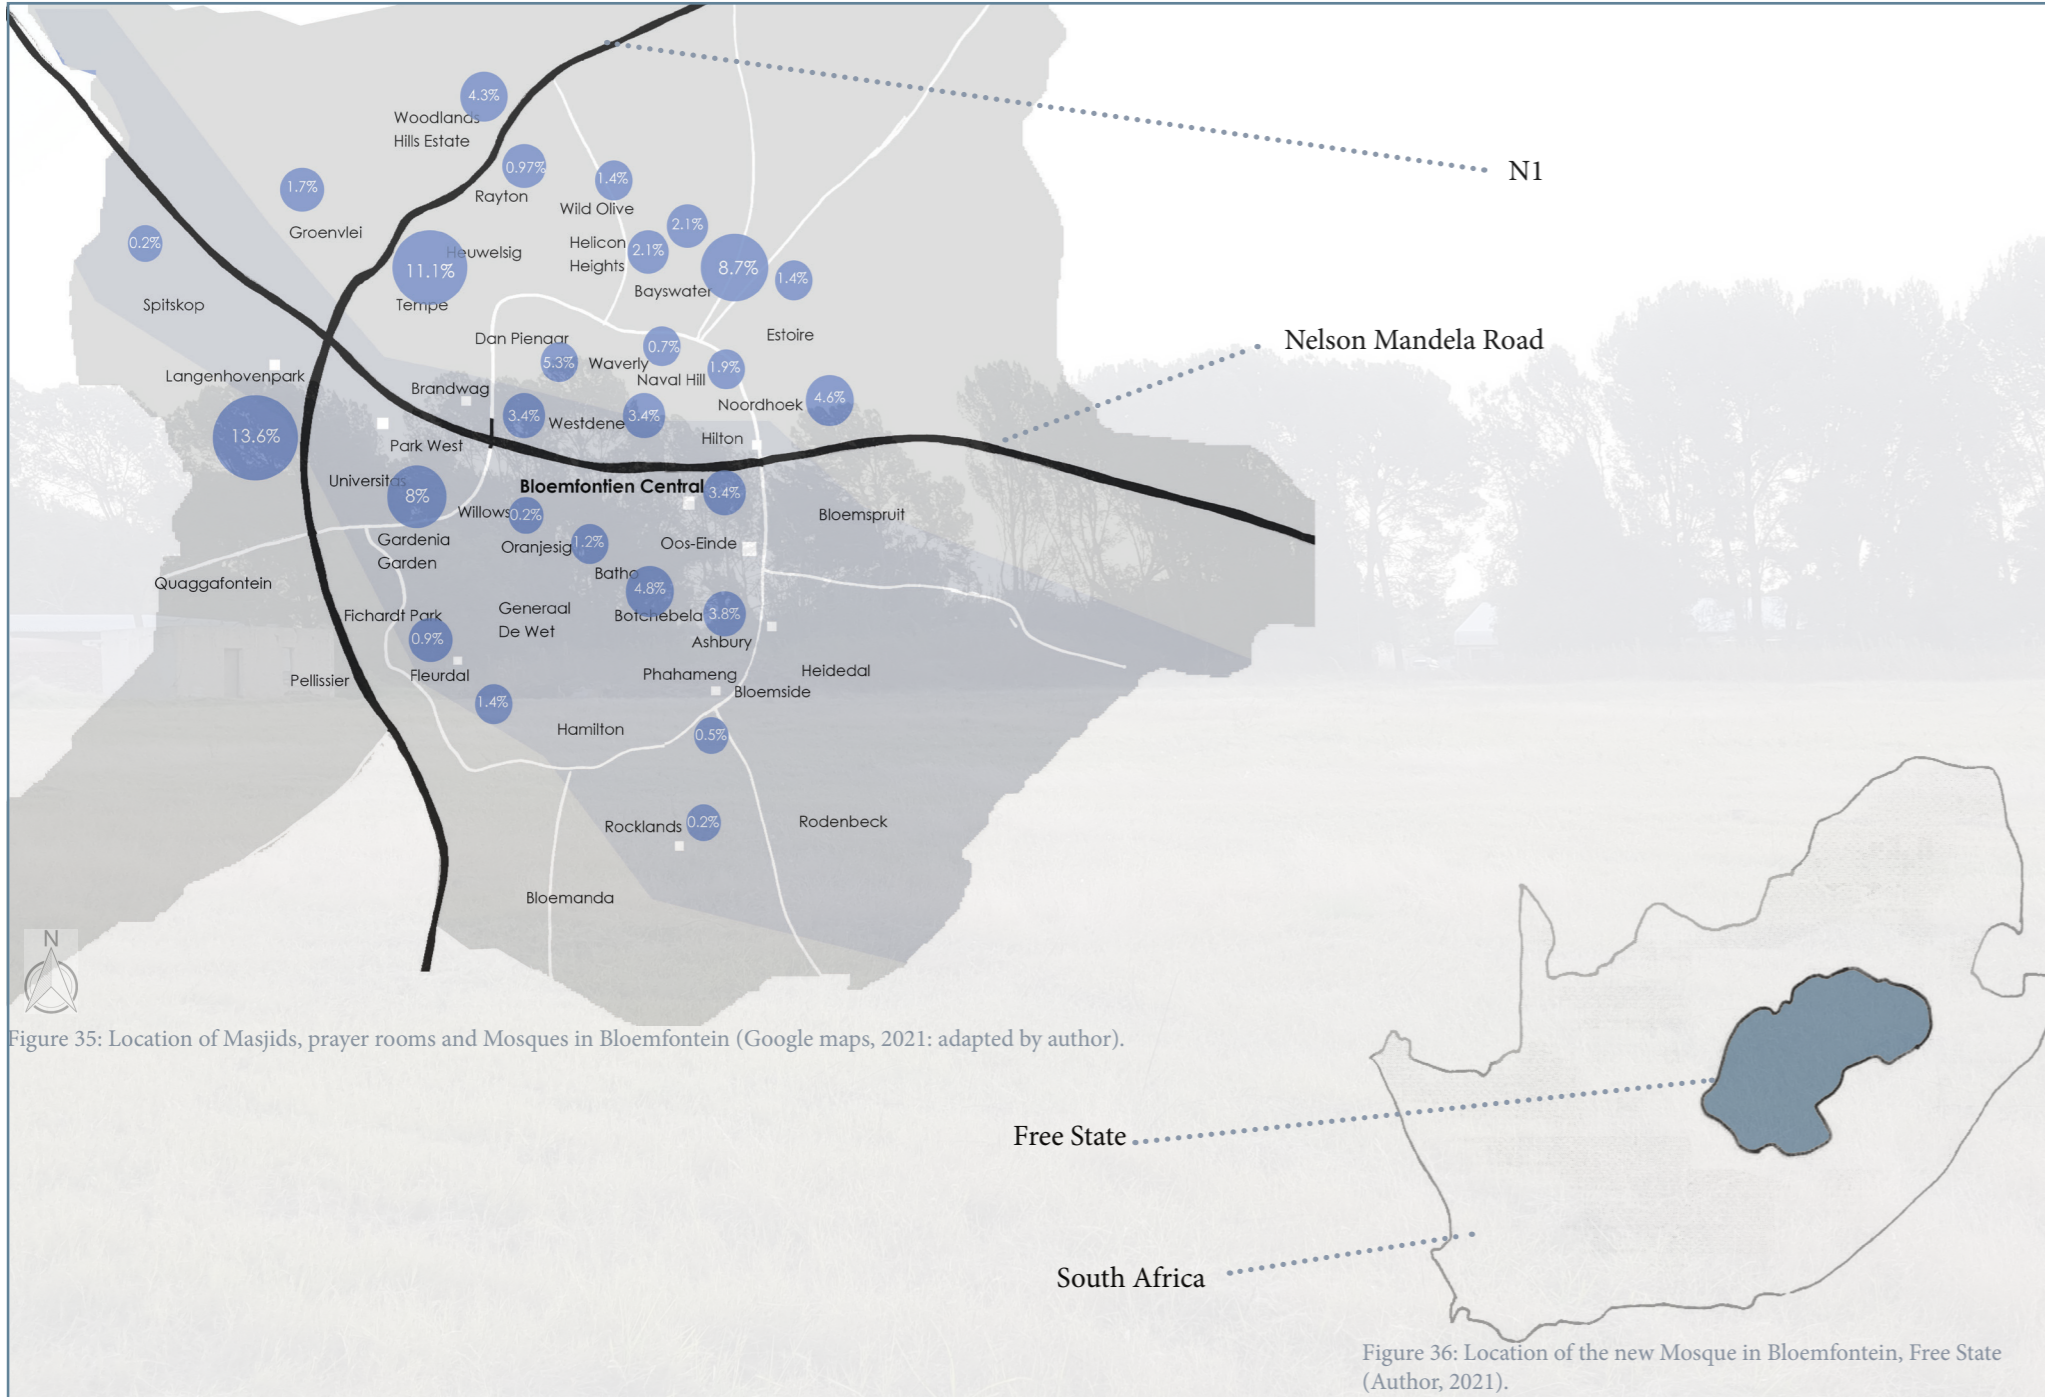 4.3%
Woodlands
Hills Estate
N1
0.97%
1.4%
1.7%
Rayton
Wild Olive
2.1%
Groenvlei
0.2%
Helicon
Heights
2.1%
Heuwelsig
11.1%
8.7%
1.4%
Bayswater
Spitskop
Tempe
Estoire
Nelson Mandela Road
Dan Pienaar
0.7%
5.3%
Waverly
1.9%
Naval Hill
Langenhovenpark
Brandwag
4.6%
Noordhoek
3.4%
Westdene
3.4%
13.6%
Hilton
Park West
Universitas
8%
Bloemfontien Central
3.4%
Willows
0.2%
Bloemspruit
Gardenia
Garden
Oranjesig
1.2%
Oos-Einde
Batho
Quaggafontein
4.8%
Generaal
De Wet
Fichardt Park
Botchebela
3.8%
0.9%
Ashbury
Pellissier
Fleurdal
Phahameng
Heidedal
1.4%
Bloemside
Hamilton
0.5%
Rocklands
0.2%
Rodenbeck
Bloemanda
N
Figure 35: Location of Masjids, prayer rooms and Mosques in Bloemfontein (Google maps, 2021: adapted by author).
Free State
South Africa
Figure 36: Location of the new Mosque in Bloemfontein, Free State
(Author, 2021).